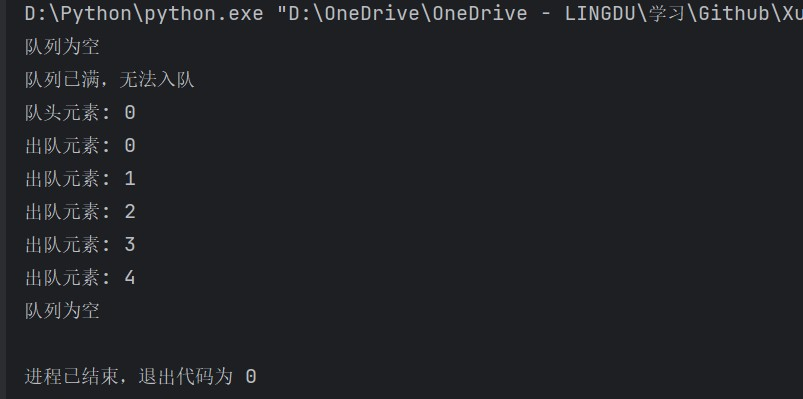 D:\Python\python.exe "D:\OneDrive\OneDrive - LINGDU\学习\Github\Xu
队列为空
队列已满，无法入队
队头元素: 0
出队元素: 0
出队元素: 1
出队元素: 2
出队元素: 3
出队元素: 4
队列为空
进程已结束，退出代码为 0